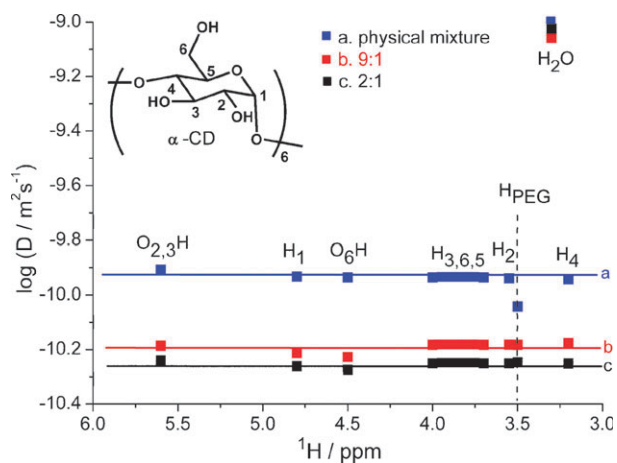 -9.0
-9.2
-9.4
-9.6
-9.8
-10.0
-10.2
-10.4
log (D / m²s⁻¹)
6.0 5.5 5.0 4.5 4.0 3.5 3.0
¹H / ppm
a. physical mixture
b. 9:1
c. 2:1
H₂O
OH
6
5
O
O
4
HO
3
2
1
OH
O
6
α -CD
H_PEG
O₂,₃H
H₁
O₆H
H₃,₆,₅
H₂
H₄
a
b
c